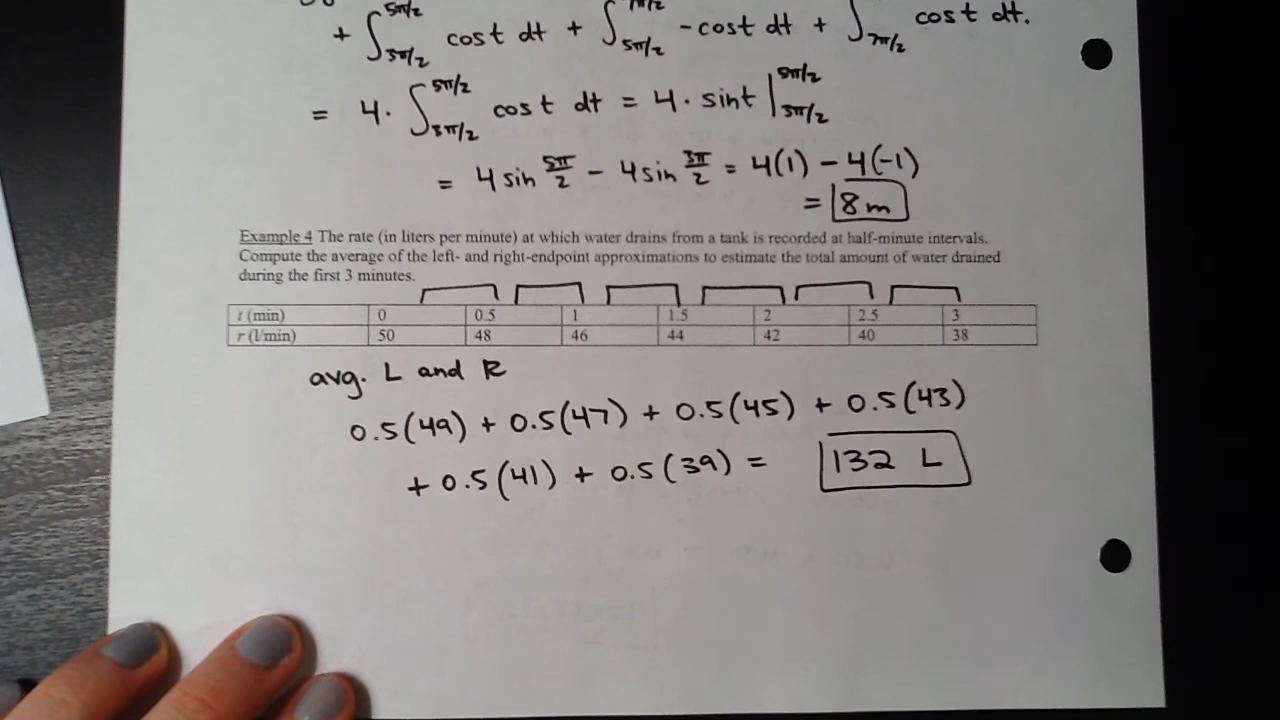 + ∫_{3π/2}^{5π/2} cos t dt + ∫_{5π/2}^{7π/2} -cos t dt + ∫_{7π/2} cos t dt.
= 4 · ∫_{3π/2}^{5π/2} cos t dt = 4 · sin t |_{3π/2}^{5π/2}
= 4 sin 5π/2 - 4 sin 3π/2 = 4(1) - 4(-1)
= 8 m
Example 4 The rate (in liters per minute) at which water drains from a tank is recorded at half-minute intervals.
Compute the average of the left- and right-endpoint approximations to estimate the total amount of water drained
during the first 3 minutes.
t (min) 0 0.5 1 1.5 2 2.5 3
r (l/min) 50 48 46 44 42 40 38
avg. L and R
0.5(49) + 0.5(47) + 0.5(45) + 0.5(43)
+ 0.5(41) + 0.5(39) = 132 L